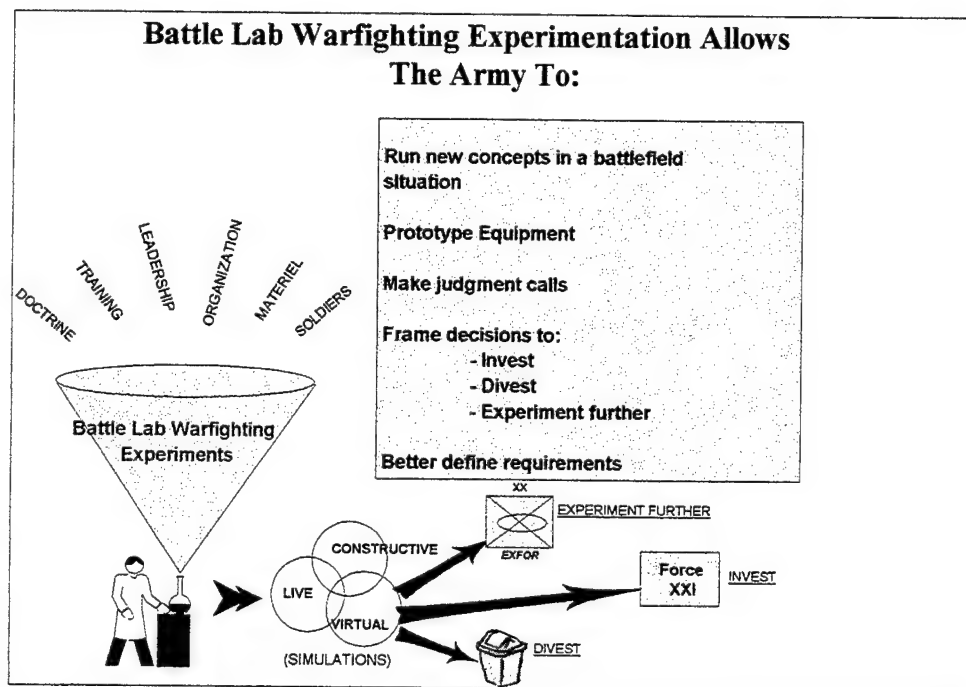 Battle Lab Warfighting Experimentation Allows
The Army To:
Run new concepts in a battlefield
situation
Prototype Equipment
Make judgment calls
Frame decisions to:
- Invest
- Divest
- Experiment further
Better define requirements
DOCTRINE
TRAINING
LEADERSHIP
ORGANIZATION
MATERIEL
SOLDIERS
Battle Lab Warfighting
Experiments
CONSTRUCTIVE
LIVE
VIRTUAL
(SIMULATIONS)
XX
EXFOR
EXPERIMENT FURTHER
Force
XXI
INVEST
DIVEST